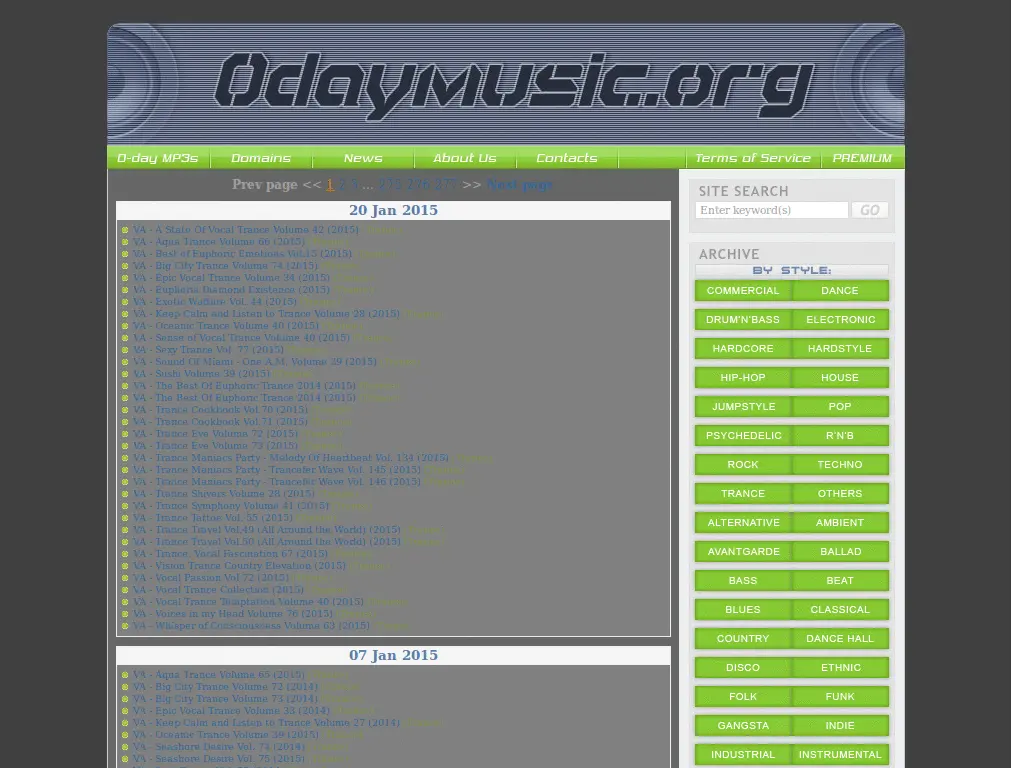 0daymusic.org
0-day MP3s Domains News About Us Contacts Terms of Service PREMIUM
Prev page << 1 2 3 ... 275 276 277 >> Next page
20 Jan 2015
VA - A State Of Vocal Trance Volume 42 (2015)
VA - Aqua Trance Volume 66 (2015)
VA - Best of Euphoric Emotions Vol.15 (2015)
VA - Big City Trance Volume 74 (2015)
VA - Epic Vocal Trance Volume 34 (2015)
VA - Euphoria Diamond Existence (2015)
VA - Exotic Welfare Vol. 44 (2015)
VA - Keep Calm and Listen to Trance Volume 28 (2015)
VA - Oceanic Trance Volume 40 (2015)
VA - Sense of Vocal Trance Volume 40 (2015)
VA - Sexy Trance Vol. 77 (2015)
VA - Sound Of Miami - One A.M. Volume 39 (2015)
VA - Sushi Volume 39 (2015)
VA - The Best Of Euphoric Trance 2014 (2015)
VA - The Best Of Euphoric Trance 2014 (2015)
VA - Trance Cookbook Vol.70 (2015)
VA - Trance Cookbook Vol.71 (2015)
VA - Trance Eve Volume 72 (2015)
VA - Trance Eve Volume 73 (2015)
VA - Trance Maniacs Party - Melody Of Heartbeat Vol. 134 (2015)
VA - Trance Maniacs Party - Trancefer Wave Vol. 145 (2015)
VA - Trance Maniacs Party - Trancefer Wave Vol. 146 (2015)
VA - Trance Shivers Volume 28 (2015)
VA - Trance Symphony Volume 41 (2015)
VA - Trance Tattoo Vol. 55 (2015)
VA - Trance Travel Vol.49 (All Around the World) (2015)
VA - Trance Travel Vol.50 (All Around the World) (2015)
VA - Trance. Vocal Fascination 67 (2015)
VA - Vision Trance Country Elevation (2015)
VA - Vocal Passion Vol 72 (2015)
VA - Vocal Trance Collection (2015)
VA - Vocal Trance Temptation Volume 40 (2015)
VA - Voices in my Head Volume 76 (2015)
VA - Whisper of Consciousness Volume 63 (2015)
07 Jan 2015
VA - Aqua Trance Volume 65 (2015)
VA - Big City Trance Volume 72 (2014)
VA - Big City Trance Volume 73 (2014)
VA - Epic Vocal Trance Volume 33 (2014)
VA - Keep Calm and Listen to Trance Volume 27 (2014)
VA - Oceanic Trance Volume 39 (2015)
VA - Seashore Desire Vol. 74 (2014)
VA - Seashore Desire Vol. 75 (2015)
SITE SEARCH
Enter keyword(s) GO
ARCHIVE
BY STYLE:
COMMERCIAL DANCE
DRUM'N'BASS ELECTRONIC
HARDCORE HARDSTYLE
HIP-HOP HOUSE
JUMPSTYLE POP
PSYCHEDELIC R'N'B
ROCK TECHNO
TRANCE OTHERS
ALTERNATIVE AMBIENT
AVANTGARDE BALLAD
BASS BEAT
BLUES CLASSICAL
COUNTRY DANCE HALL
DISCO ETHNIC
FOLK FUNK
GANGSTA INDIE
INDUSTRIAL INSTRUMENTAL